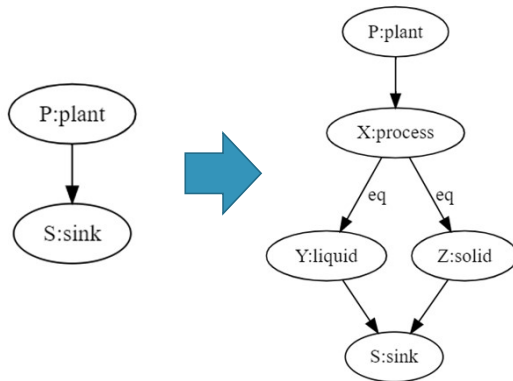 P:plant
S:sink
P:plant
X:process
eq
eq
Y:liquid
Z:solid
S:sink